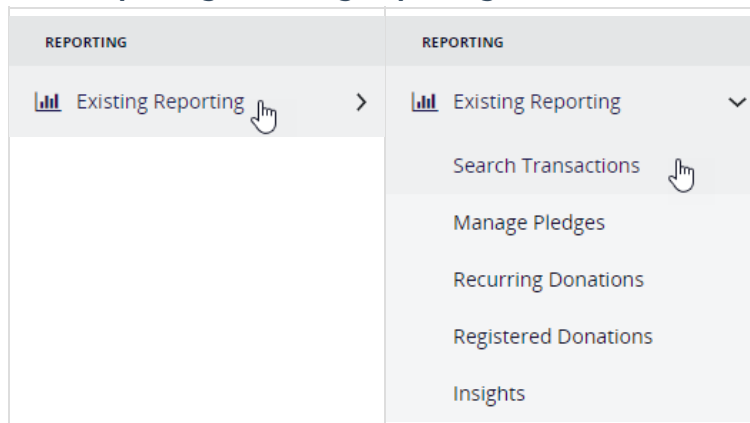 REPORTING
Existing Reporting
REPORTING
Existing Reporting
Search Transactions
Manage Pledges
Recurring Donations
Registered Donations
Insights